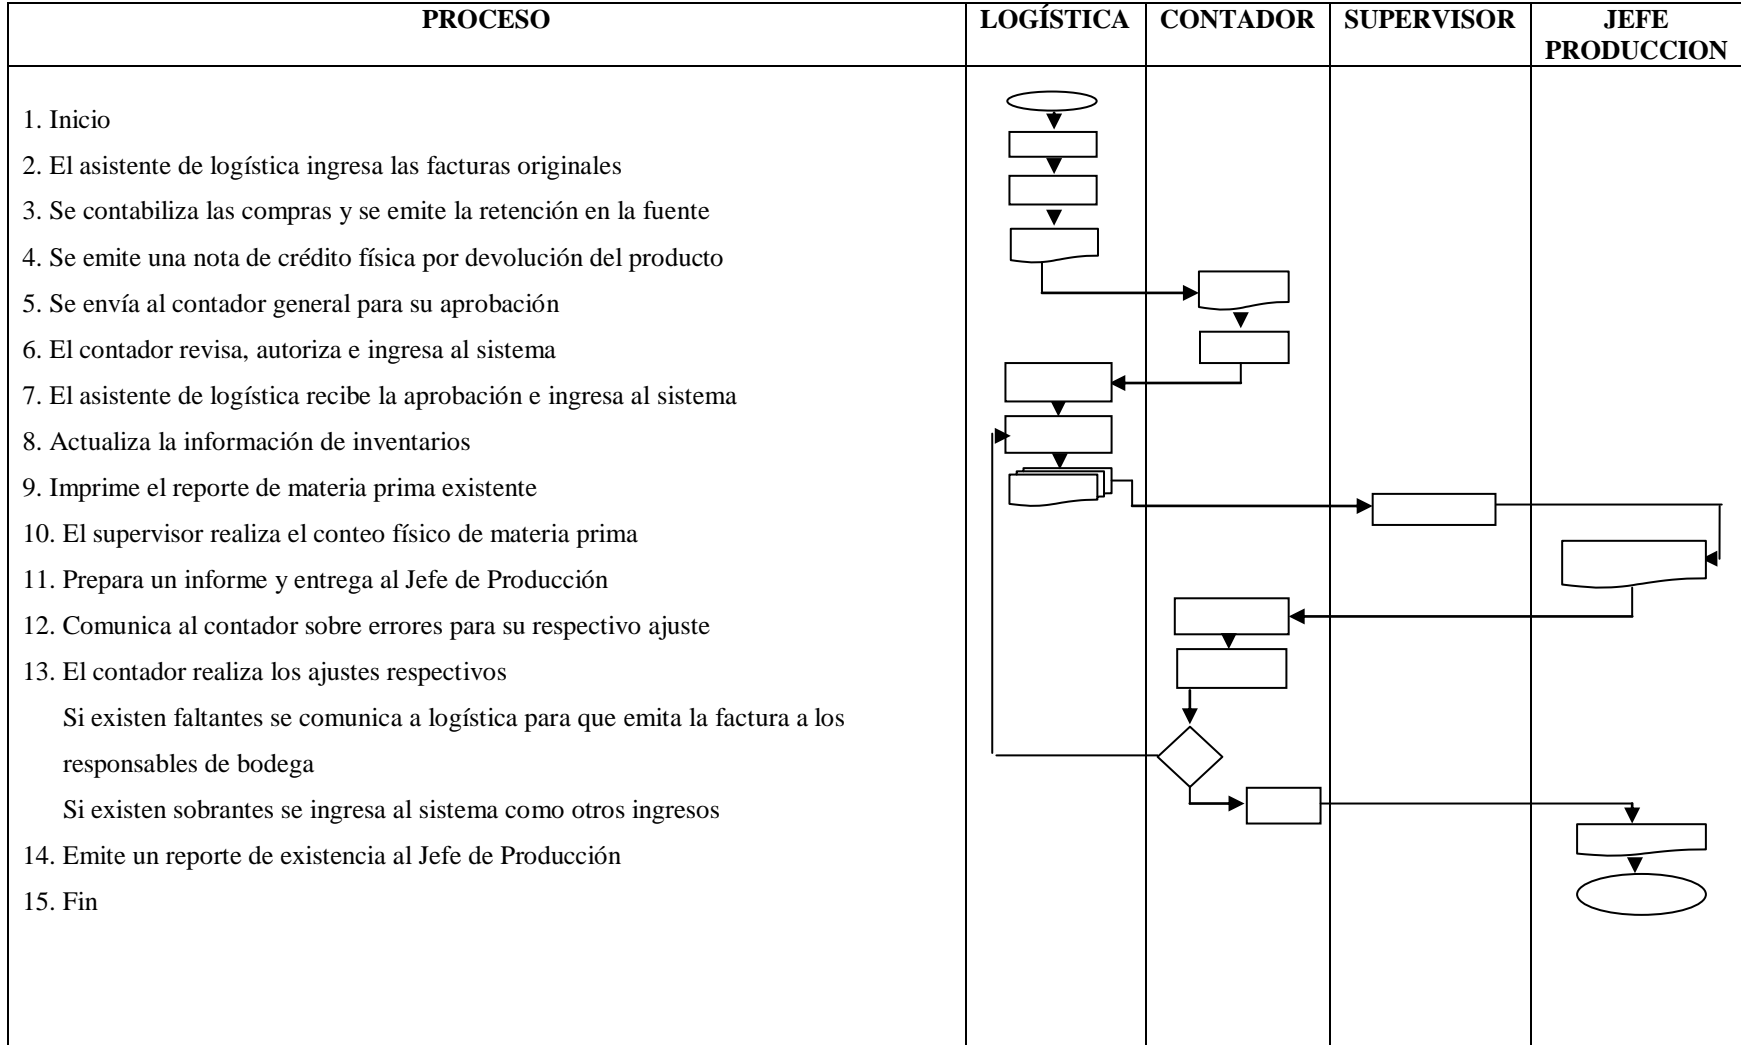 PROCESO
LOGÍSTICA
CONTADOR
SUPERVISOR
JEFE
PRODUCCION
1. Inicio
2. El asistente de logística ingresa las facturas originales
3. Se contabiliza las compras y se emite la retención en la fuente
4. Se emite una nota de crédito física por devolución del producto
5. Se envía al contador general para su aprobación
6. El contador revisa, autoriza e ingresa al sistema
7. El asistente de logística recibe la aprobación e ingresa al sistema
8. Actualiza la información de inventarios
9. Imprime el reporte de materia prima existente
10. El supervisor realiza el conteo físico de materia prima
11. Prepara un informe y entrega al Jefe de Producción
12. Comunica al contador sobre errores para su respectivo ajuste
13. El contador realiza los ajustes respectivos
Si existen faltantes se comunica a logística para que emita la factura a los
responsables de bodega
Si existen sobrantes se ingresa al sistema como otros ingresos
14. Emite un reporte de existencia al Jefe de Producción
15. Fin